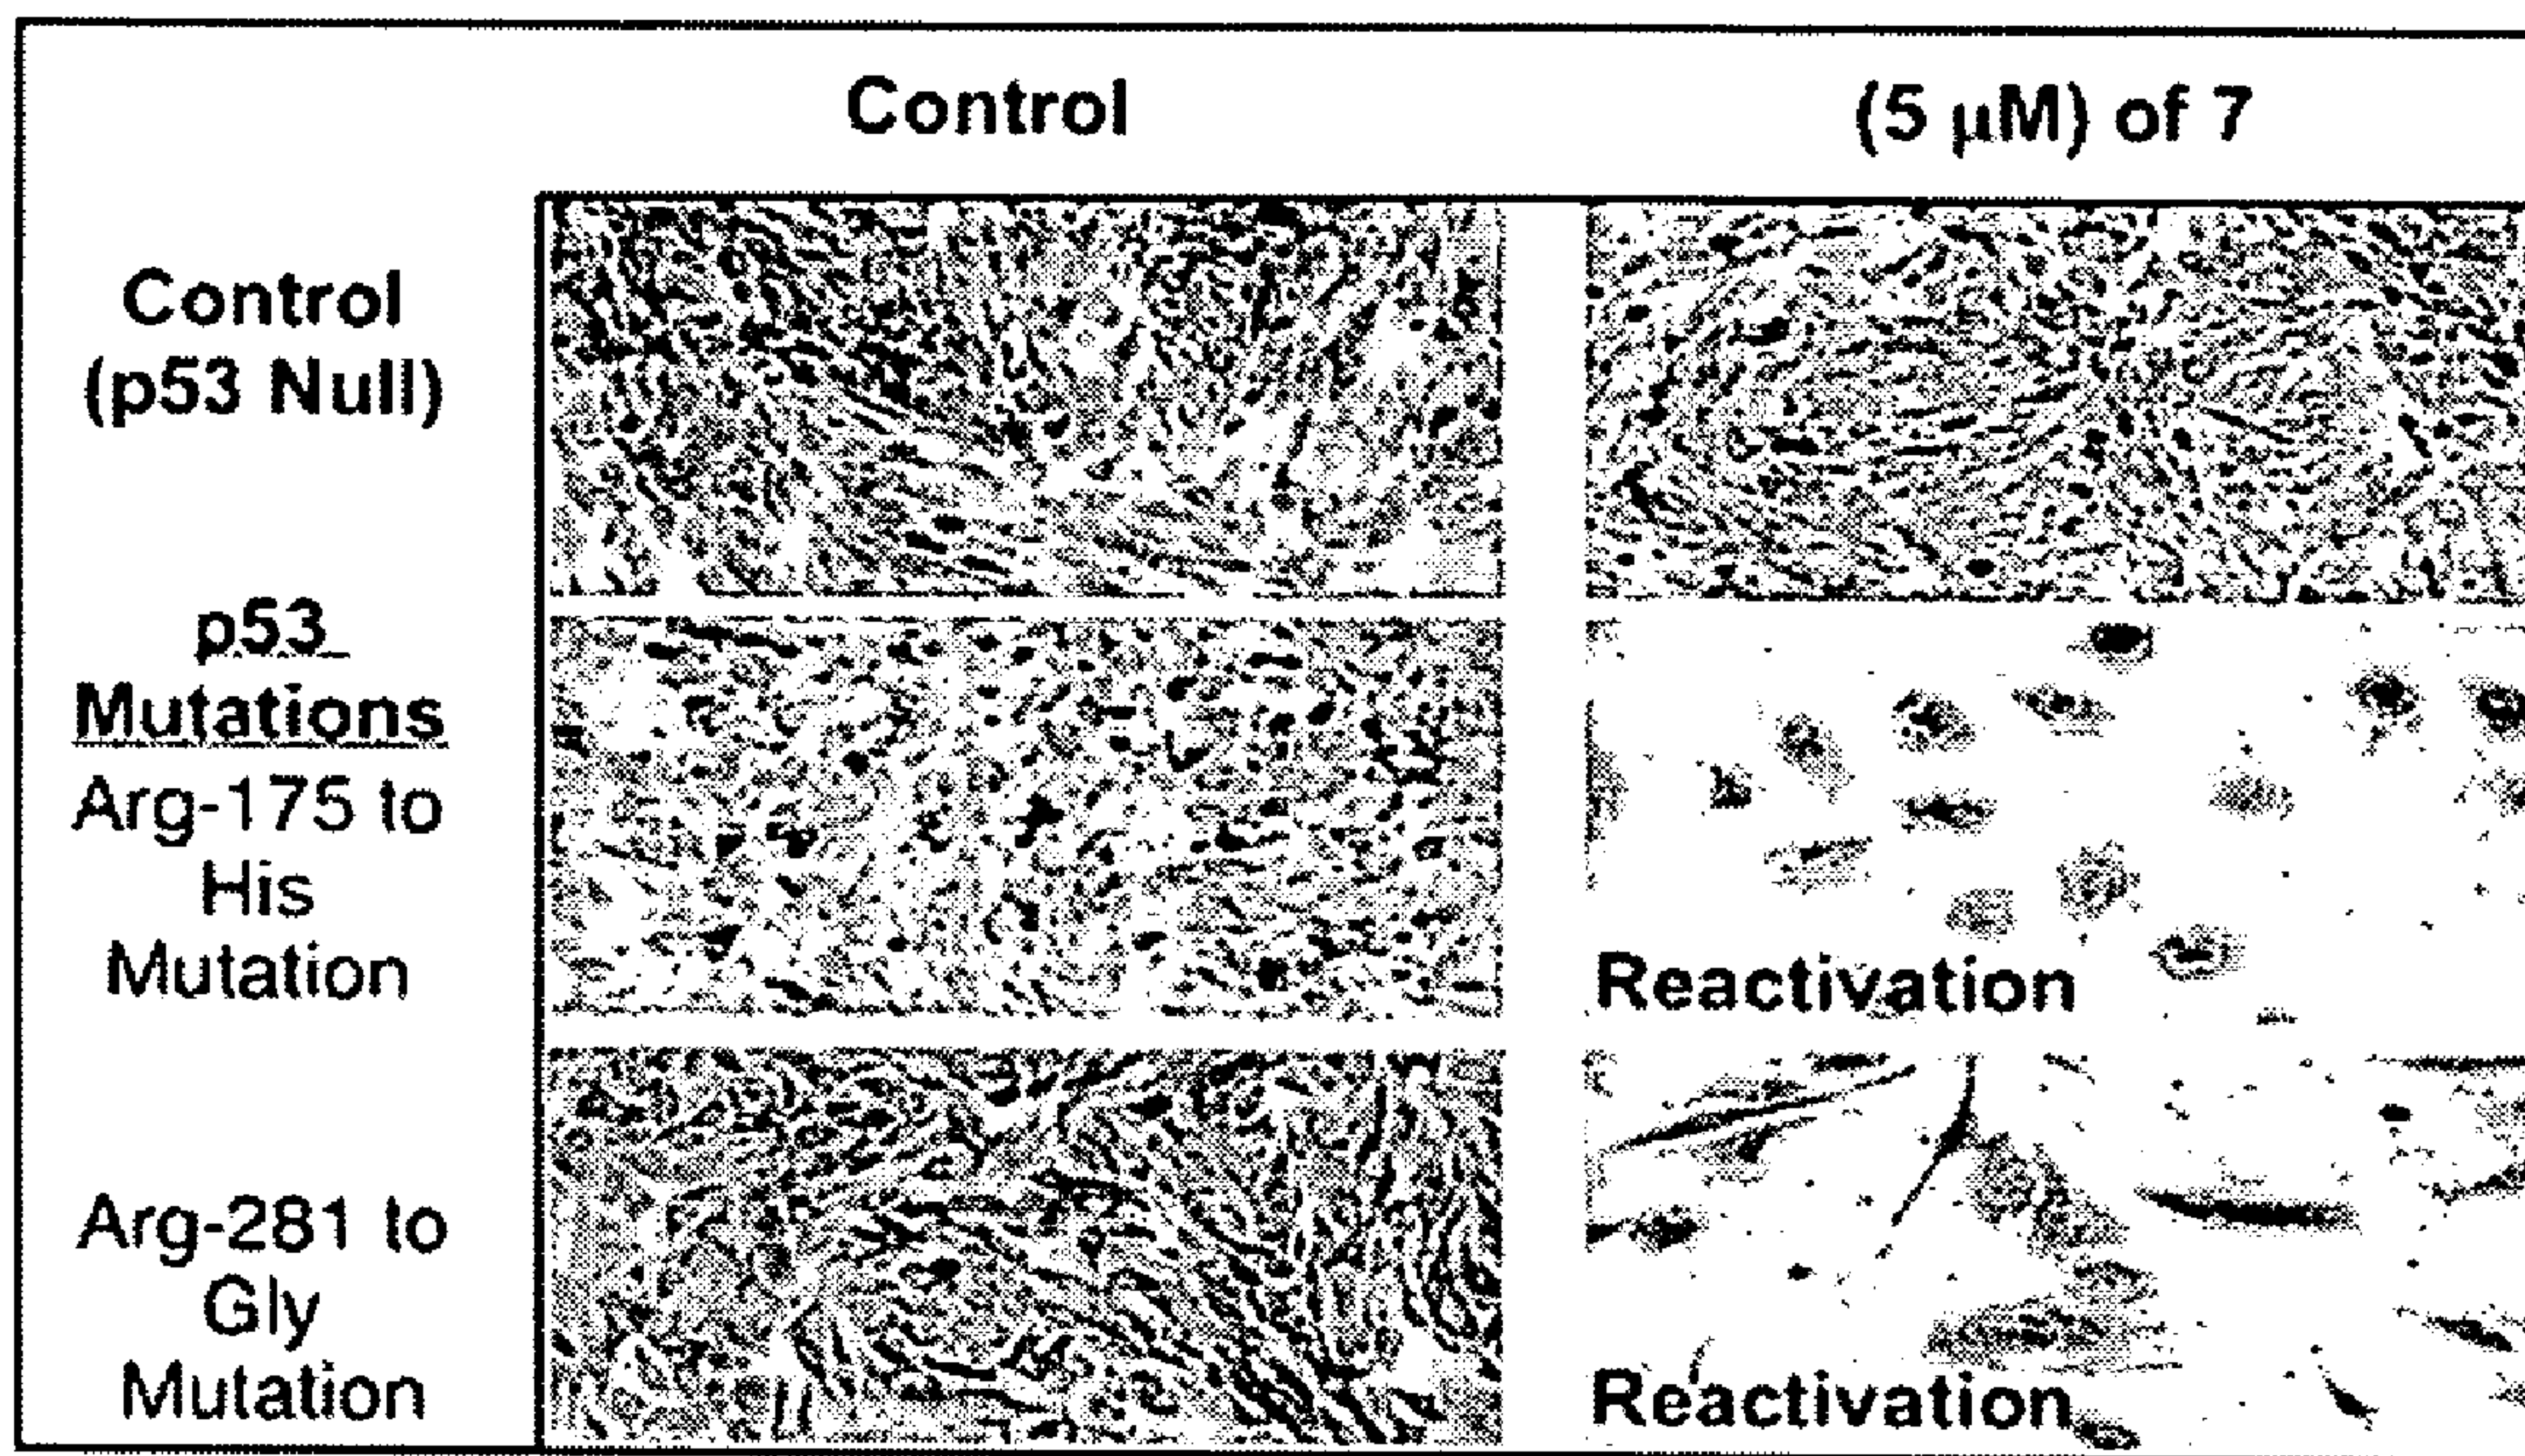 Control
(5 μM) of 7
Control
(p53 Null)
p53
Mutations
Arg-175 to
His
Mutation
Reactivation
Arg-281 to
Gly
Mutation
Reactivation